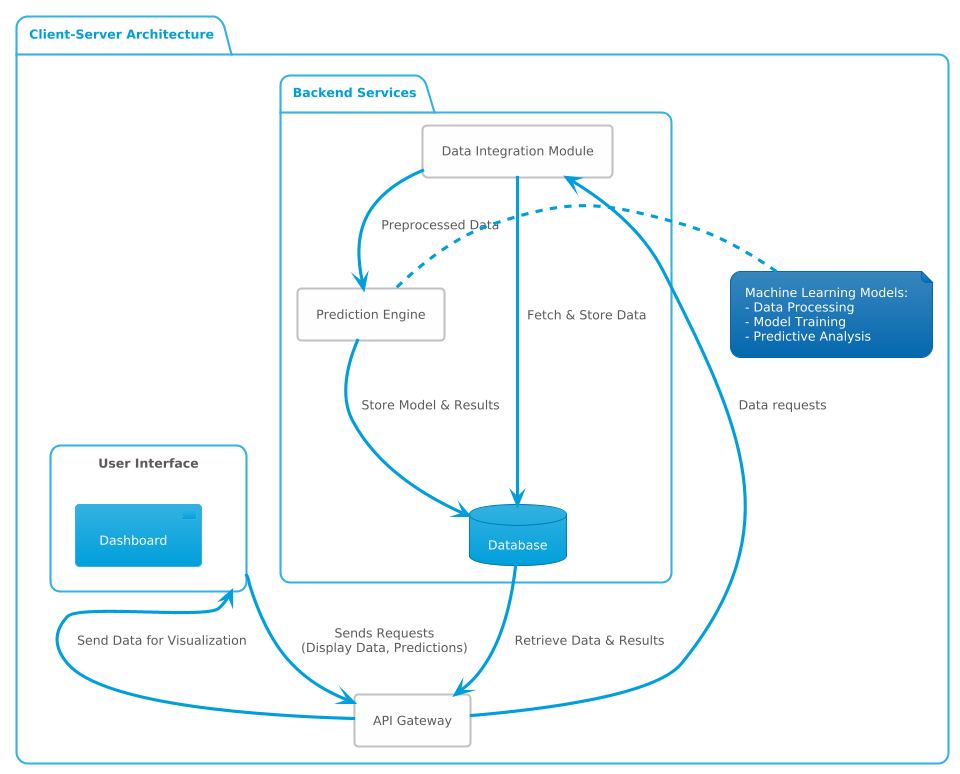 Client-Server Architecture
Backend Services
Data Integration Module
Preprocessed Data
Machine Learning Models:
- Data Processing
- Model Training
- Predictive Analysis
Prediction Engine
Fetch & Store Data
Store Model & Results
Data requests
User Interface
Dashboard
Database
Send Data for Visualization
Sends Requests
(Display Data, Predictions)
Retrieve Data & Results
API Gateway